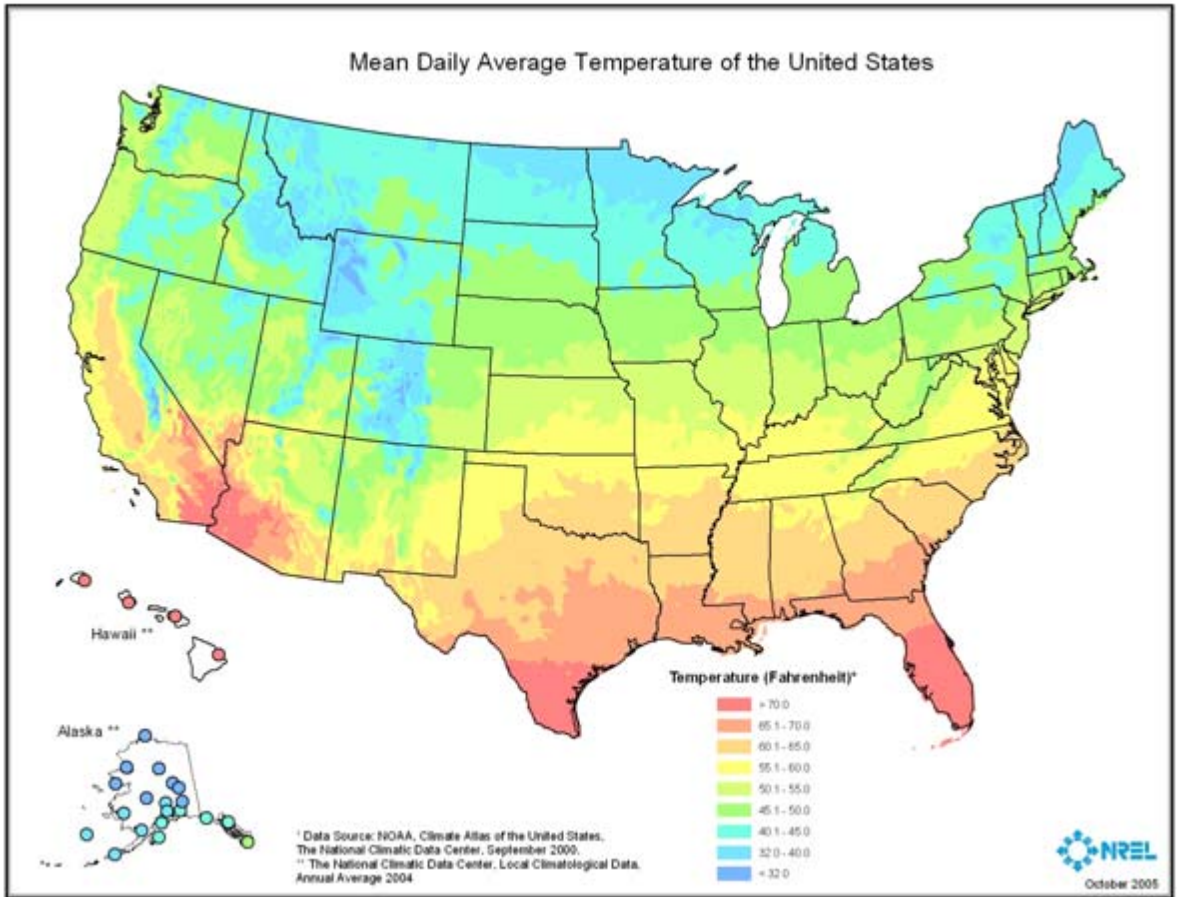 Mean Daily Average Temperature of the United States
Hawaii **
Alaska **
Temperature (Fahrenheit)*
> 70.0
65.1 - 70.0
60.1 - 65.0
55.1 - 60.0
50.1 - 55.0
45.1 - 50.0
40.1 - 45.0
32.0 - 40.0
< 32.0
* Data Source: NOAA, Climate Atlas of the United States,
The National Climatic Data Center, September 2000.
** The National Climatic Data Center, Local Climatological Data,
Annual Average 2004
NREL
October 2005